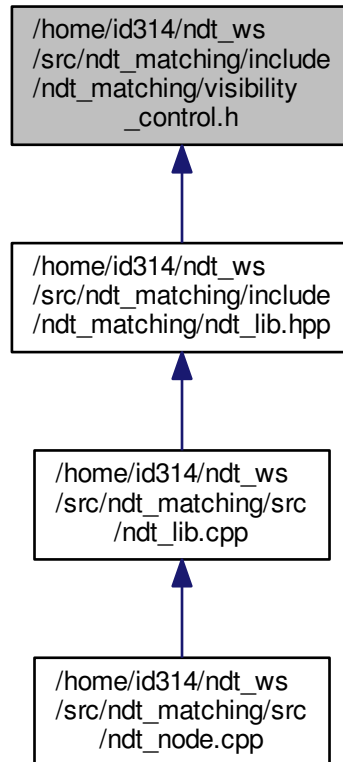 /home/id314/ndt_ws
/src/ndt_matching/include
/ndt_matching/visibility
_control.h
/home/id314/ndt_ws
/src/ndt_matching/include
/ndt_matching/ndt_lib.hpp
/home/id314/ndt_ws
/src/ndt_matching/src
/ndt_lib.cpp
/home/id314/ndt_ws
/src/ndt_matching/src
/ndt_node.cpp